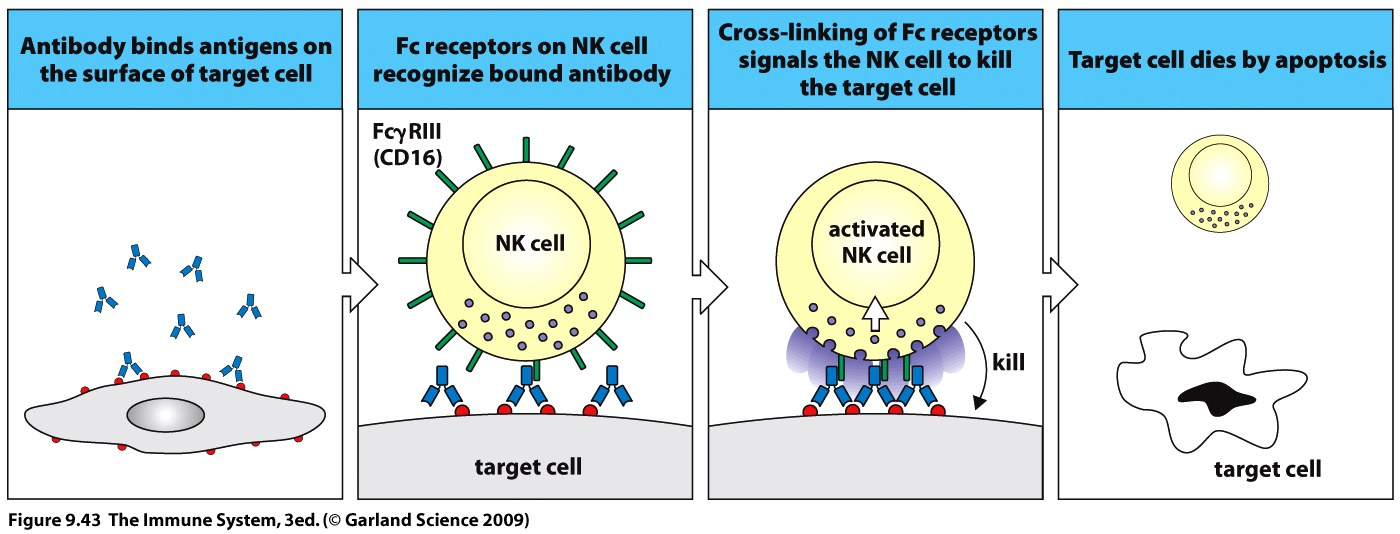 Antibody binds antigens on
the surface of target cell
Fc receptors on NK cell
recognize bound antibody
Cross-linking of Fc receptors
signals the NK cell to kill
the target cell
Target cell dies by apoptosis
FcγRIII
(CD16)
NK cell
target cell
activated
NK cell
kill
target cell
Figure 9.43 The Immune System, 3ed. (© Garland Science 2009)